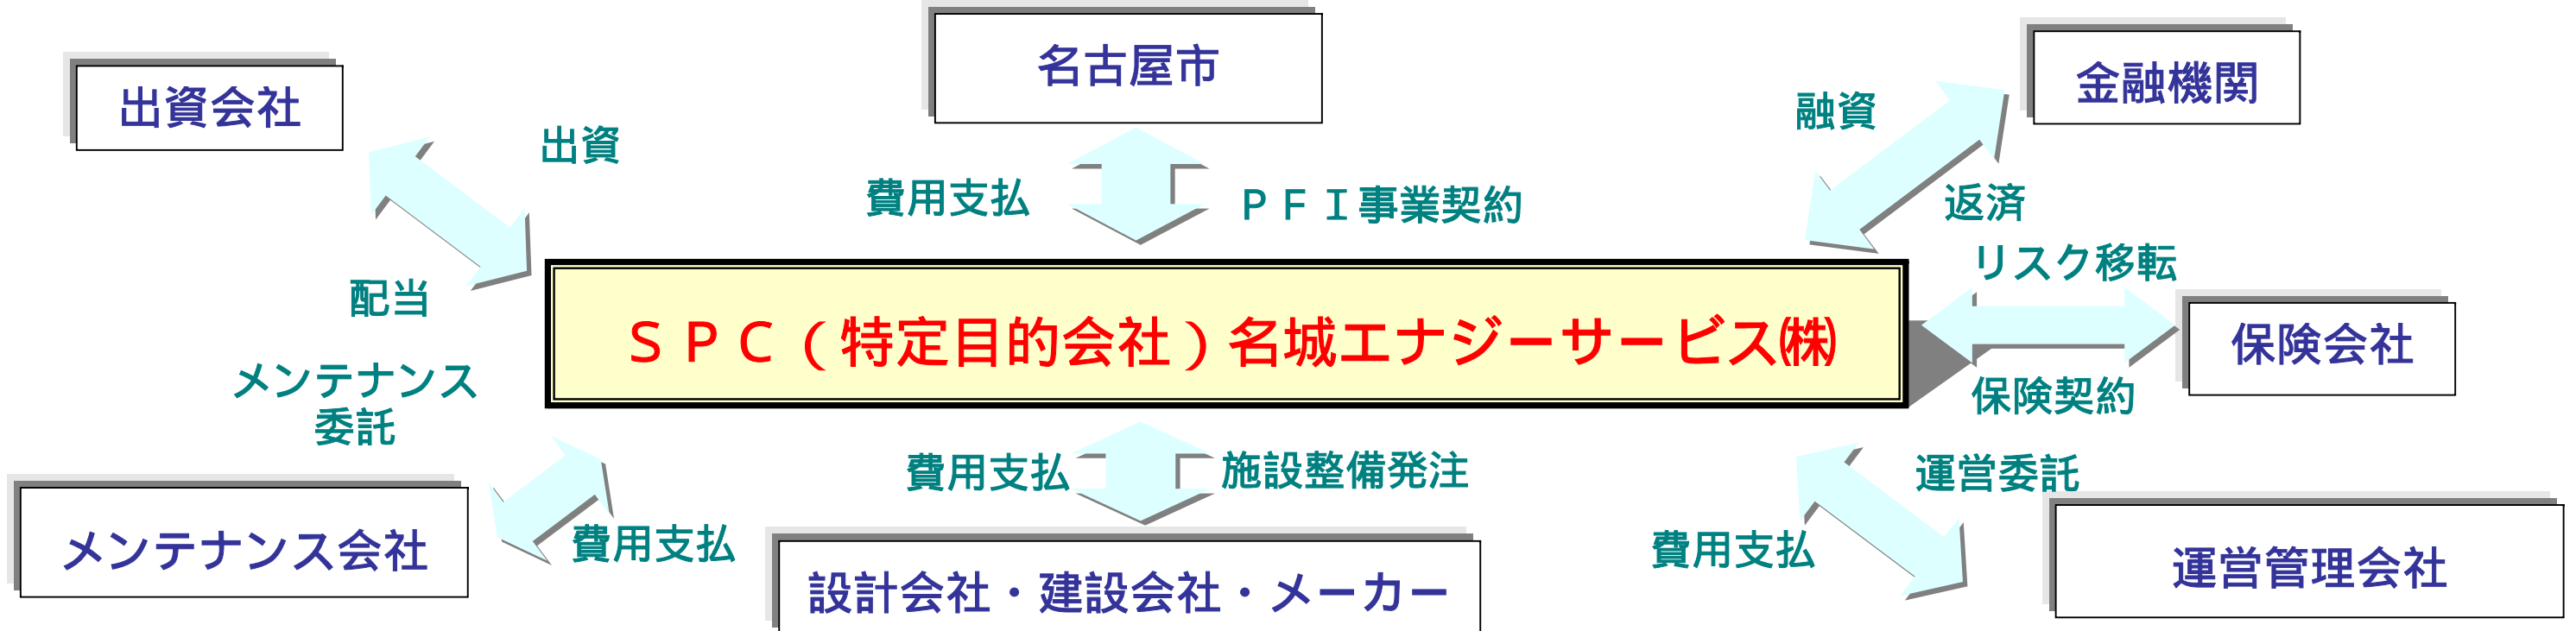 名古屋市
出資会社
金融機関
出資
融資
費用支払
ＰＦＩ事業契約
返済
リスク移転
配当
ＳＰＣ（特定目的会社）名城エナジーサービス㈱
保険会社
メンテナンス
委託
保険契約
費用支払
施設整備発注
運営委託
メンテナンス会社
費用支払
費用支払
設計会社・建設会社・メーカー
運営管理会社